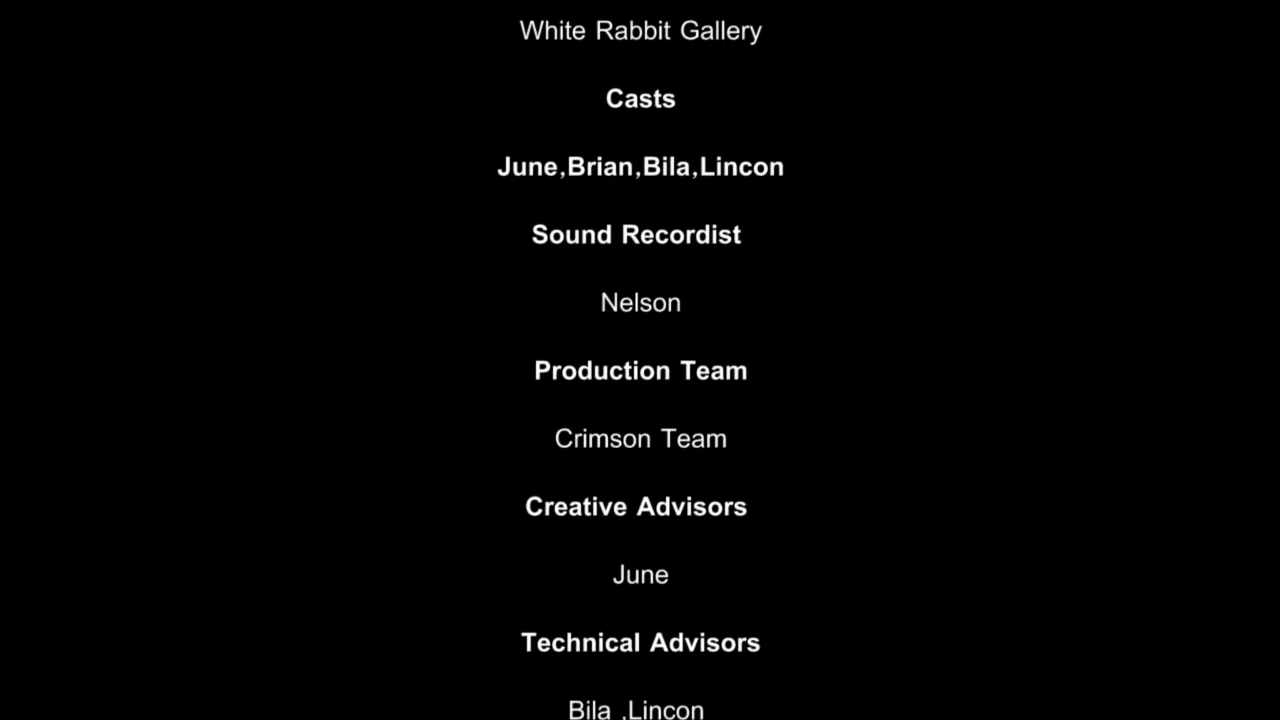 White Rabbit Gallery
Casts
June,Brian,Bila,Lincon
Sound Recordist
Nelson
Production Team
Crimson Team
Creative Advisors
June
Technical Advisors
Bila ,Lincon